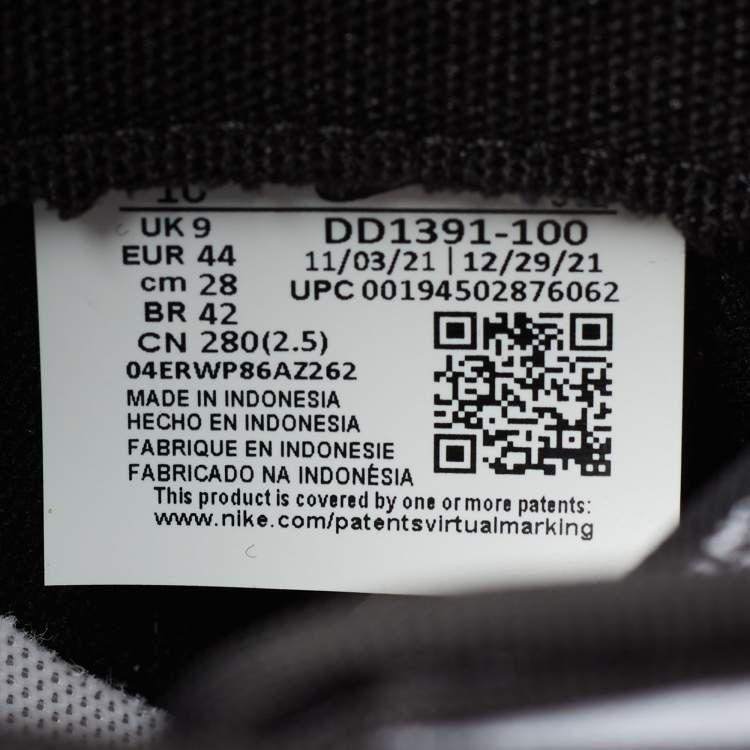 UK 9
EUR 44
cm 28
BR 42
CN 280(2.5)
04ERWP86AZ262
DD1391-100
11/03/21 | 12/29/21
UPC 00194502876062
MADE IN INDONESIA
HECHO EN INDONESIA
FABRIQUE EN INDONESIE
FABRICADO NA INDONÉSIA
This product is covered by one or more patents:
www.nike.com/patentsvirtualmarking